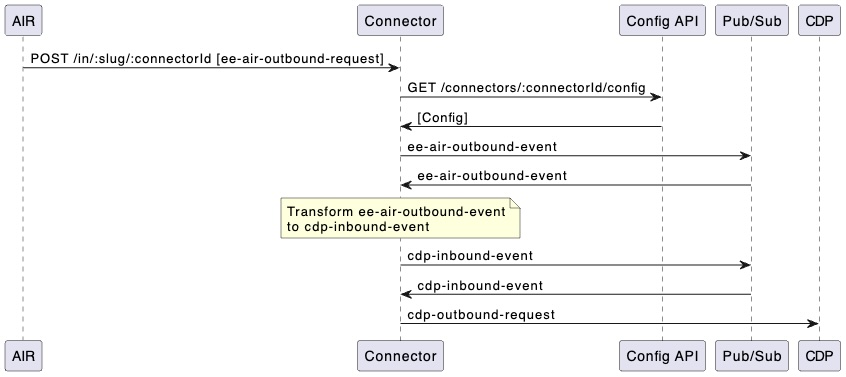 AIR Connector Config API Pub/Sub CDP
POST /in/:slug/:connectorId [ee-air-outbound-request]
GET /connectors/:connectorId/config
[Config]
ee-air-outbound-event
ee-air-outbound-event
Transform ee-air-outbound-event
to cdp-inbound-event
cdp-inbound-event
cdp-inbound-event
cdp-outbound-request
AIR Connector Config API Pub/Sub CDP